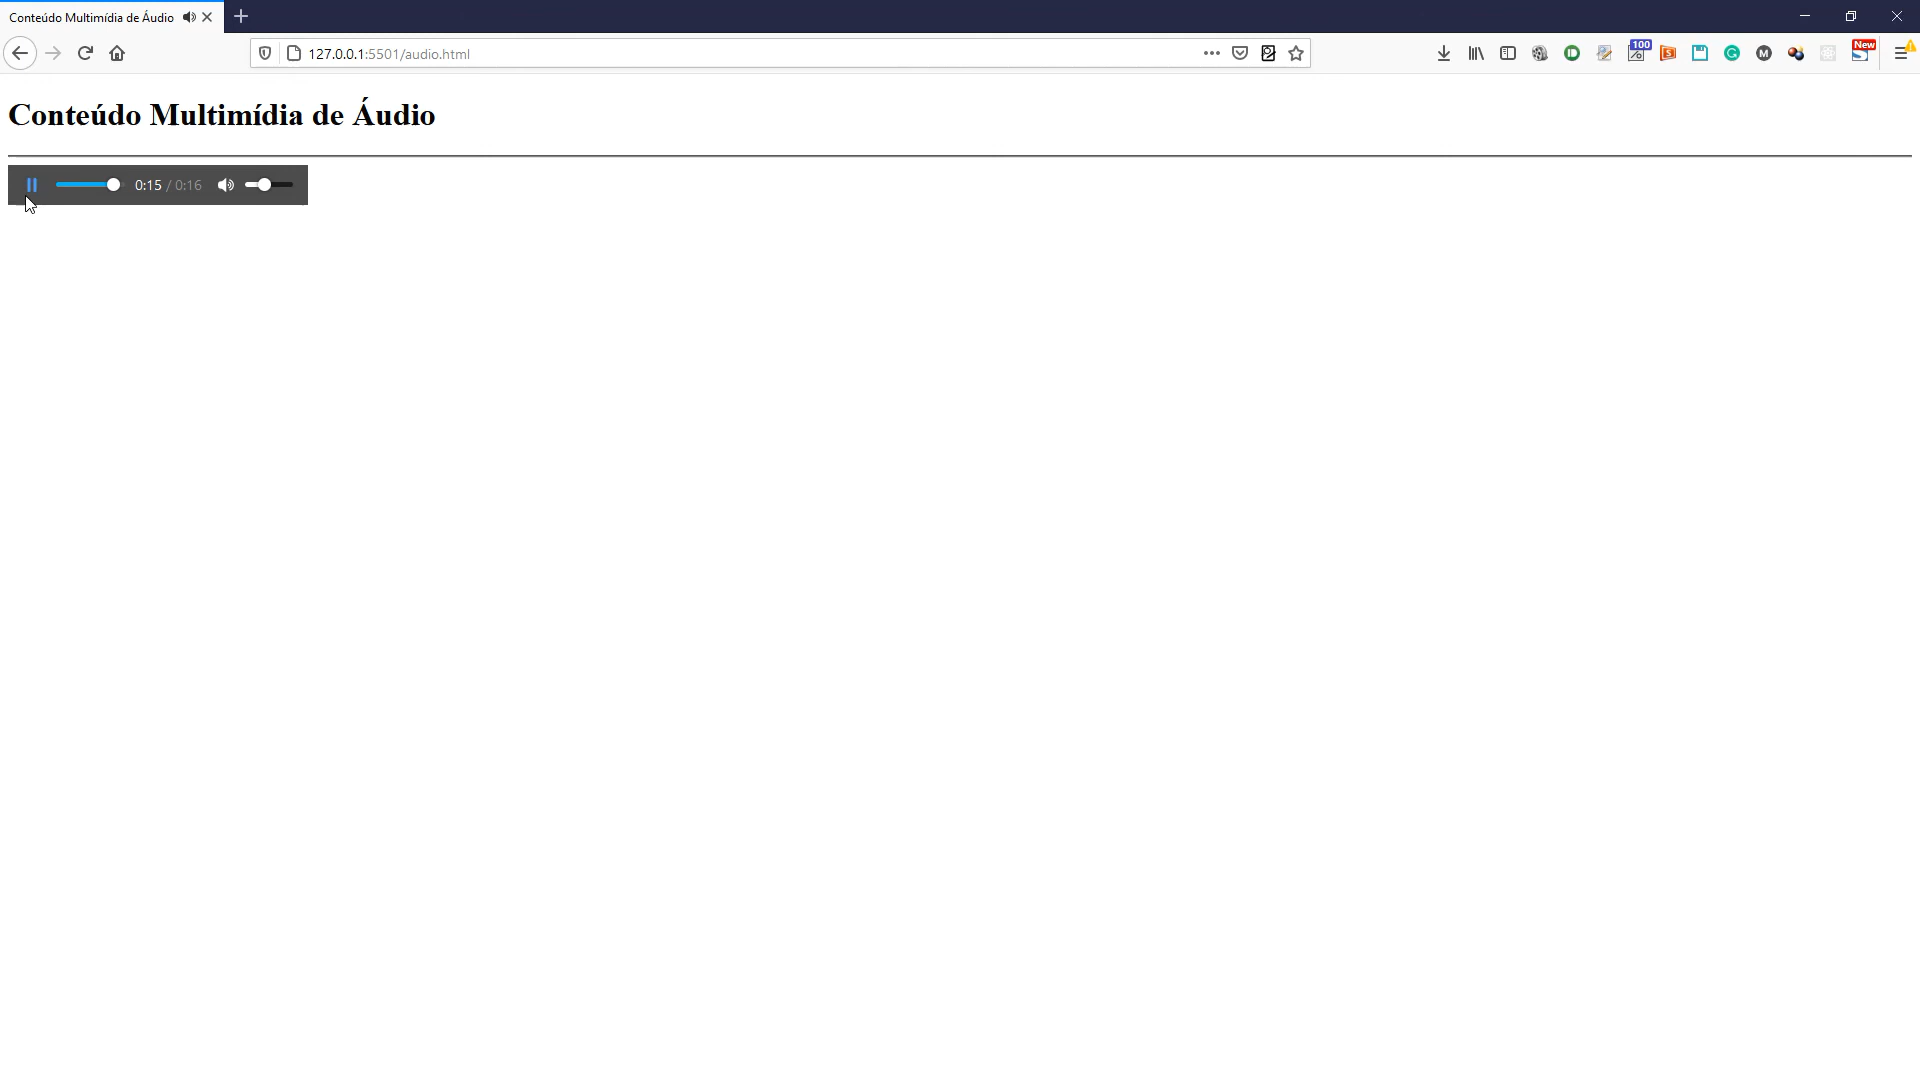 Conteúdo Multimídia de Áudio
127.0.0.1:5501/audio.html
100
New
Conteúdo Multimídia de Áudio
0:15 / 0:16